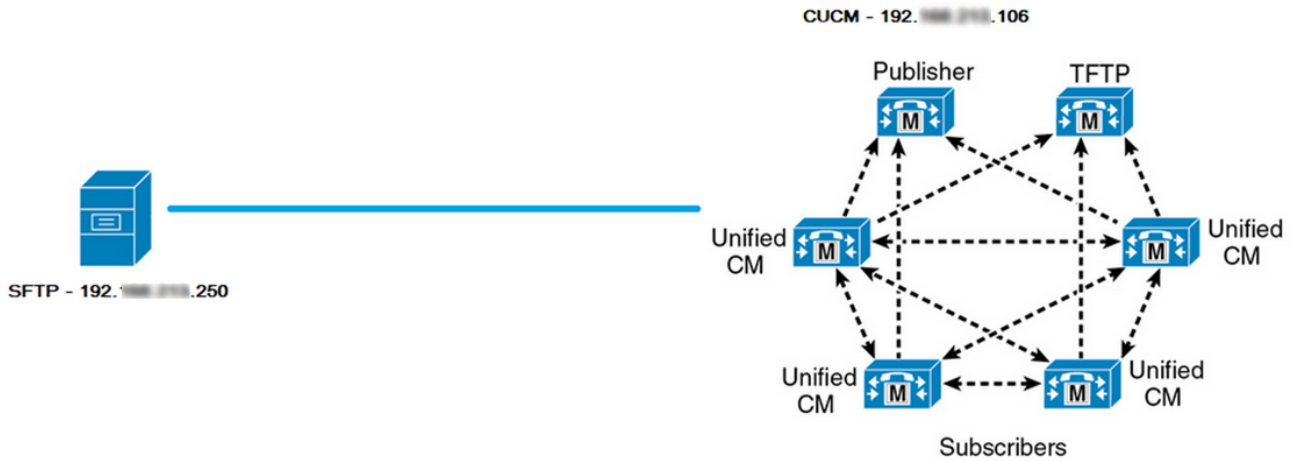 CUCM - 192. .106
Publisher
TFTP
M
M
Unified
CM
M
M
Unified
CM
SFTP - 192. .250
Unified
CM
M
M
Unified
CM
Subscribers